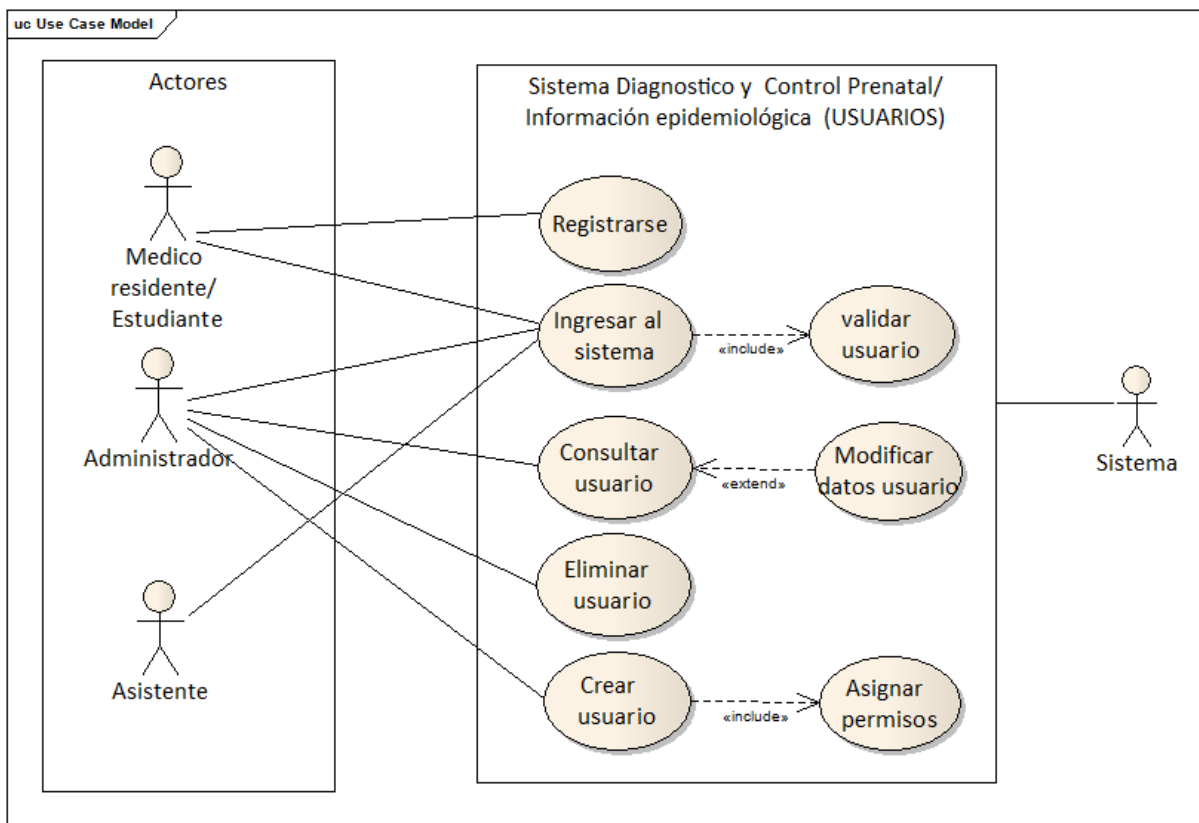 uc Use Case Model
Actores
Medico
residente/
Estudiante
Administrador
Asistente
Sistema Diagnostico y Control Prenatal/
Información epidemiológica (USUARIOS)
Registrarse
Ingresar al
sistema
«include»
validar
usuario
Consultar
usuario
«extend»
Modificar
datos usuario
Eliminar
usuario
Crear
usuario
«include»
Asignar
permisos
Sistema